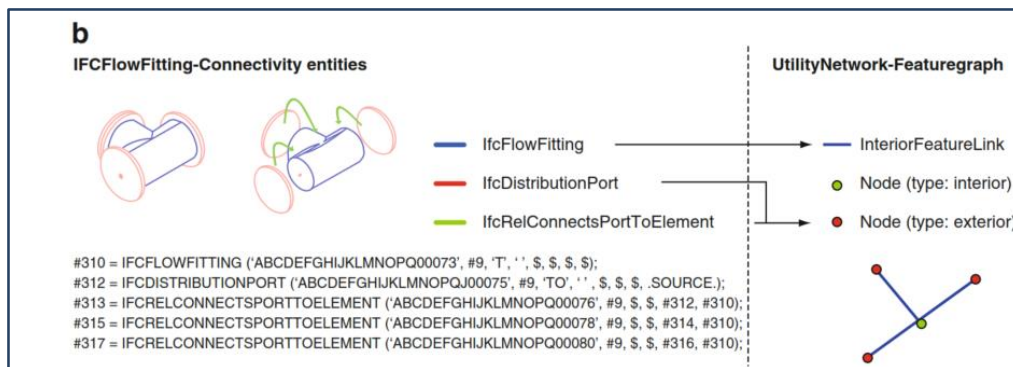 b
IFCFlowFitting-Connectivity entities
UtilityNetwork-Featuregraph
IfcFlowFitting
InteriorFeatureLink
IfcDistributionPort
Node (type: interior)
IfcRelConnectsPortToElement
Node (type: exterior)
#310 = IFCFLOWFITTING (‘ABCDEFGHIJKLMNOPQ00073’, #9, ‘T’, ‘ ’, $, $, $, $);
#312 = IFCDISTRIBUTIONPORT (‘ABCDEFGHIJKLMNOPQJ00075’, #9, ‘TO’, ‘ ’ , $, $, $, .SOURCE.);
#313 = IFCRELCONNECTSPORTTOELEMENT (‘ABCDEFGHIJKLMNOPQ00076’, #9, $, $, #312, #310);
#315 = IFCRELCONNECTSPORTTOELEMENT (‘ABCDEFGHIJKLMNOPQ00078’, #9, $, $, #314, #310);
#317 = IFCRELCONNECTSPORTTOELEMENT (‘ABCDEFGHIJKLMNOPQ00080’, #9, $, $, #316, #310);